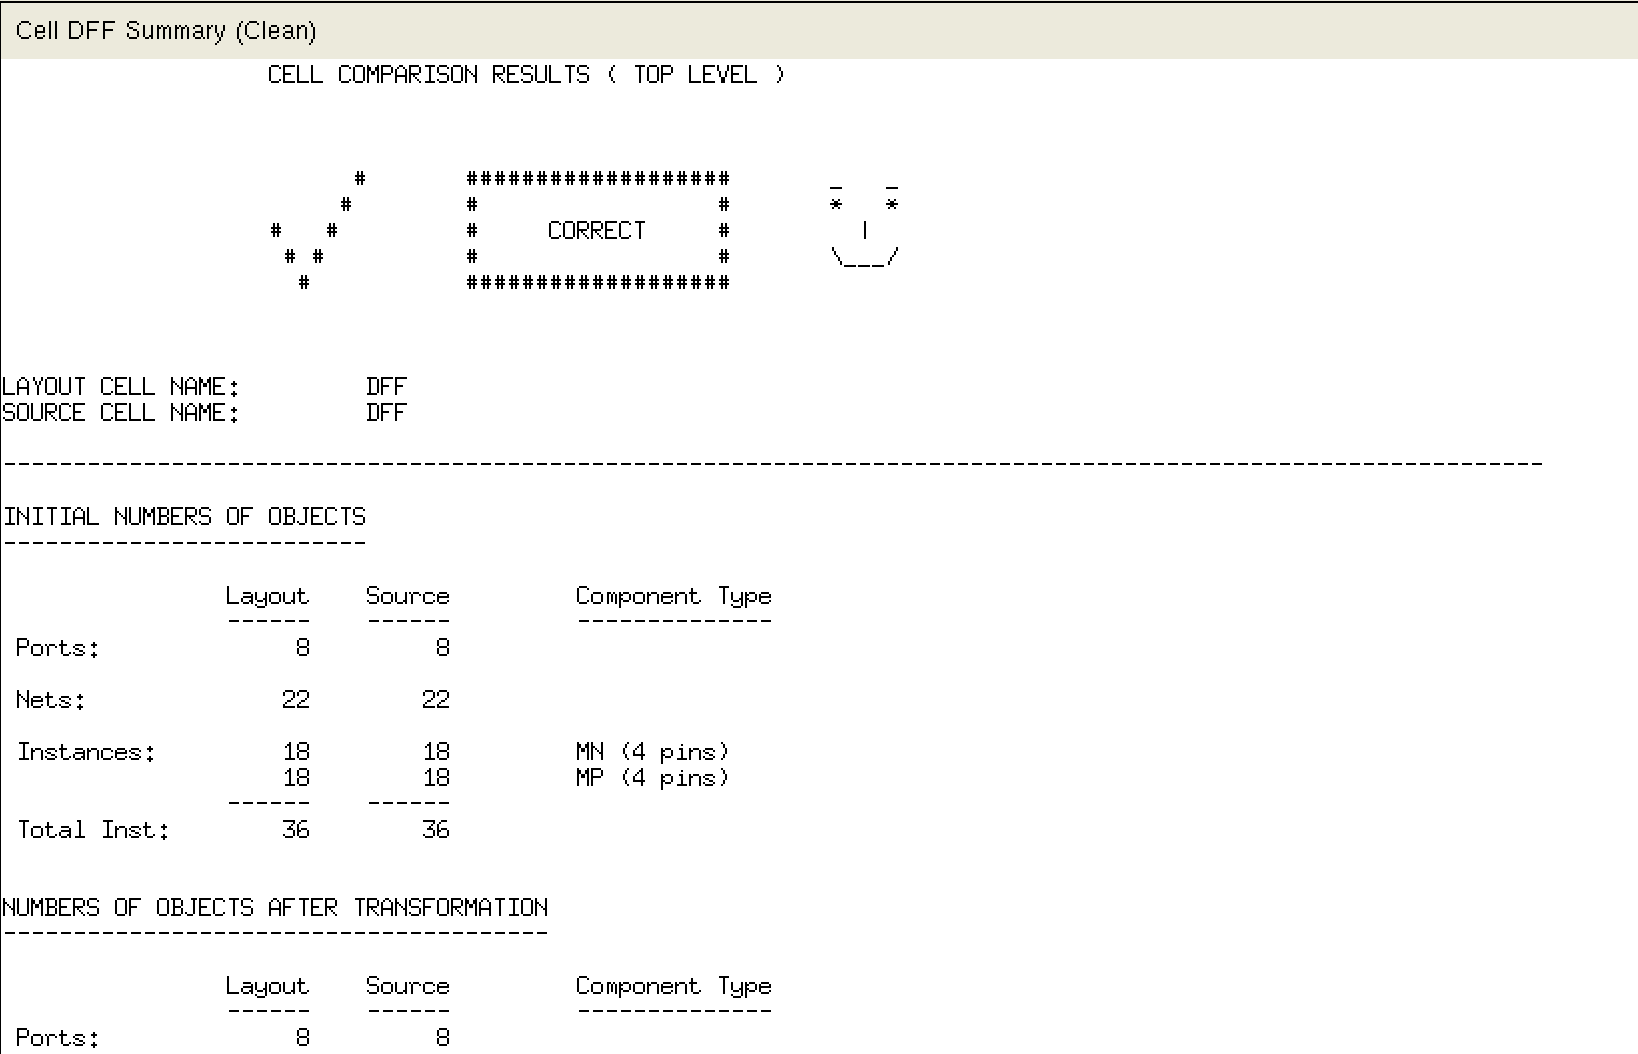 Cell DFF Summary (Clean)
                   CELL COMPARISON RESULTS ( TOP LEVEL )

                         #       ###################       _   _
                        #        #                 #       *   *
                   #   #         #     CORRECT     #         |
                    # #          #                 #       \___/
                     #           ###################

LAYOUT CELL NAME:         DFF
SOURCE CELL NAME:         DFF
--------------------------------------------------------------------------------------------------------------
INITIAL NUMBERS OF OBJECTS
--------------------------
                Layout    Source         Component Type
                ------    ------         --------------
 Ports:              8         8
 Nets:              22        22
 Instances:         18        18         MN (4 pins)
                    18        18         MP (4 pins)
                ------    ------
 Total Inst:        36        36
NUMBERS OF OBJECTS AFTER TRANSFORMATION
---------------------------------------
                Layout    Source         Component Type
                ------    ------         --------------
 Ports:              8         8